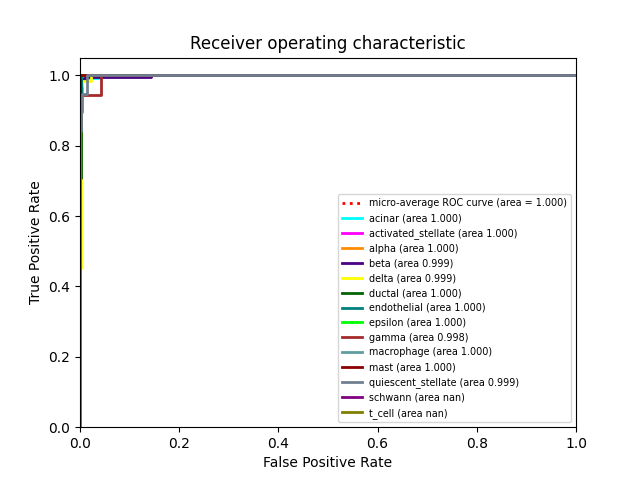 Receiver operating characteristic
True Positive Rate
1.0
0.8
0.6
0.4
0.2
0.0
micro-average ROC curve (area = 1.000)
acinar (area 1.000)
activated_stellate (area 1.000)
alpha (area 1.000)
beta (area 0.999)
delta (area 0.999)
ductal (area 1.000)
endothelial (area 1.000)
epsilon (area 1.000)
gamma (area 0.998)
macrophage (area 1.000)
mast (area 1.000)
quiescent_stellate (area 0.999)
schwann (area nan)
t_cell (area nan)
0.0 0.2 0.4 0.6 0.8 1.0
False Positive Rate